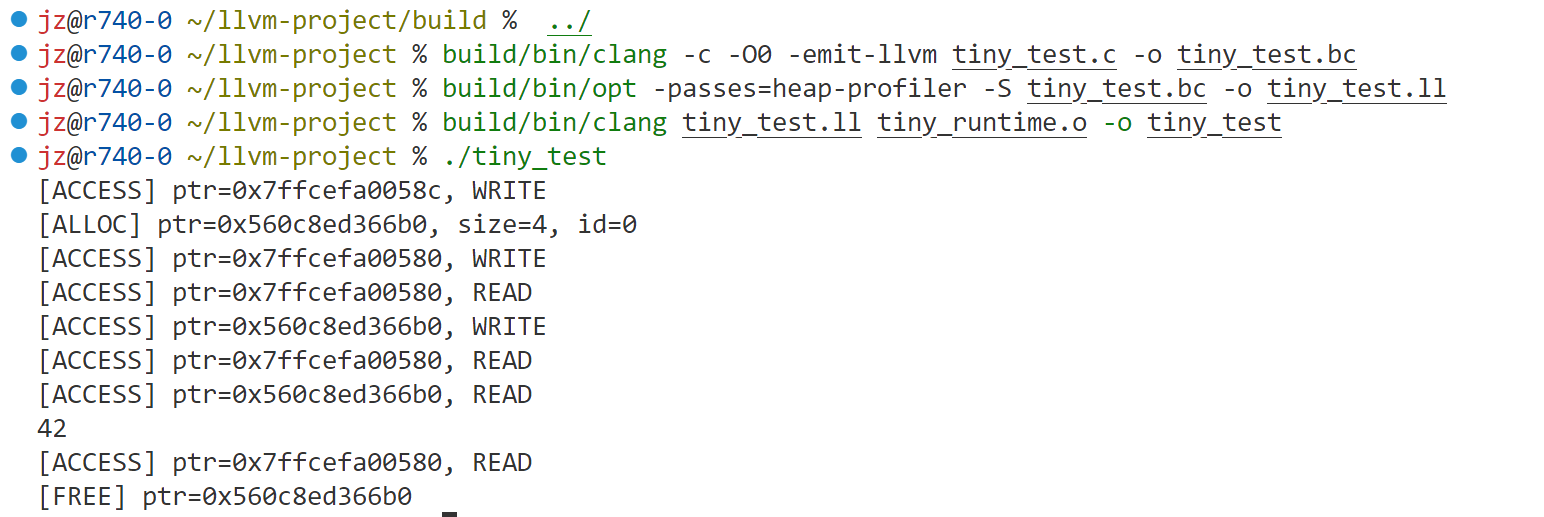 jz@r740-0 ~/llvm-project/build %  ../
jz@r740-0 ~/llvm-project % build/bin/clang -c -O0 -emit-llvm tiny_test.c -o tiny_test.bc
jz@r740-0 ~/llvm-project % build/bin/opt -passes=heap-profiler -S tiny_test.bc -o tiny_test.ll
jz@r740-0 ~/llvm-project % build/bin/clang tiny_test.ll tiny_runtime.o -o tiny_test
jz@r740-0 ~/llvm-project % ./tiny_test
[ACCESS] ptr=0x7ffcefa0058c, WRITE
[ALLOC] ptr=0x560c8ed366b0, size=4, id=0
[ACCESS] ptr=0x7ffcefa00580, WRITE
[ACCESS] ptr=0x7ffcefa00580, READ
[ACCESS] ptr=0x560c8ed366b0, WRITE
[ACCESS] ptr=0x7ffcefa00580, READ
[ACCESS] ptr=0x560c8ed366b0, READ
42
[ACCESS] ptr=0x7ffcefa00580, READ
[FREE] ptr=0x560c8ed366b0